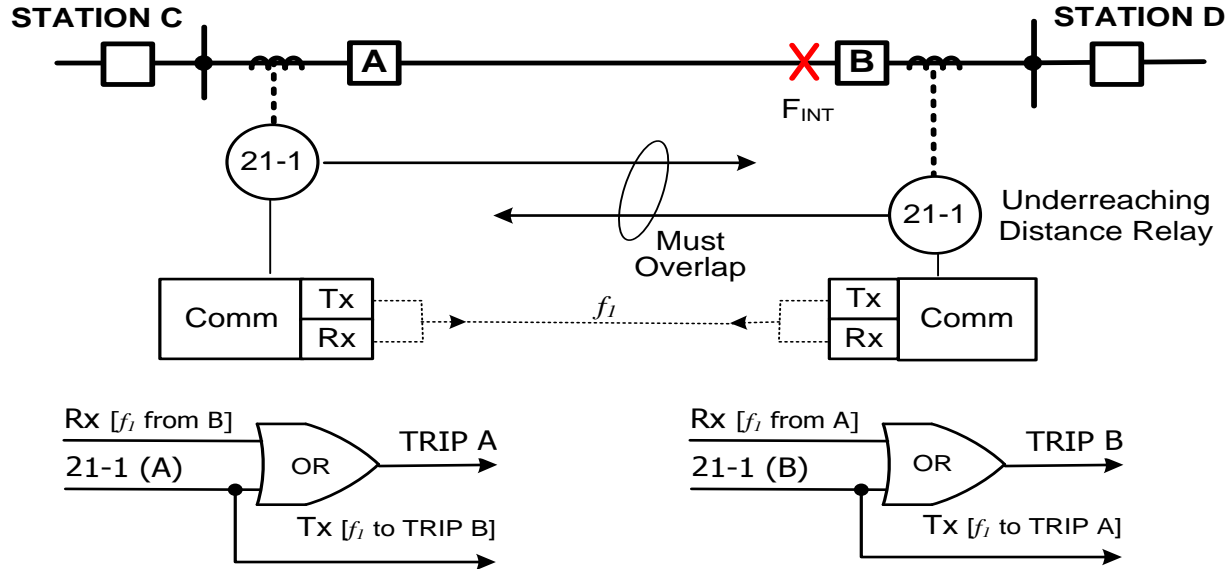 STATION C
STATION D
A
B
F_INT
21-1
21-1
Underreaching
Distance Relay
Must
Overlap
Comm
Tx
Rx
f1
Tx
Rx
Comm
Rx [f1 from B]
21-1 (A)
OR
TRIP A
Tx [f1 to TRIP B]
Rx [f1 from A]
21-1 (B)
OR
TRIP B
Tx [f1 to TRIP A]